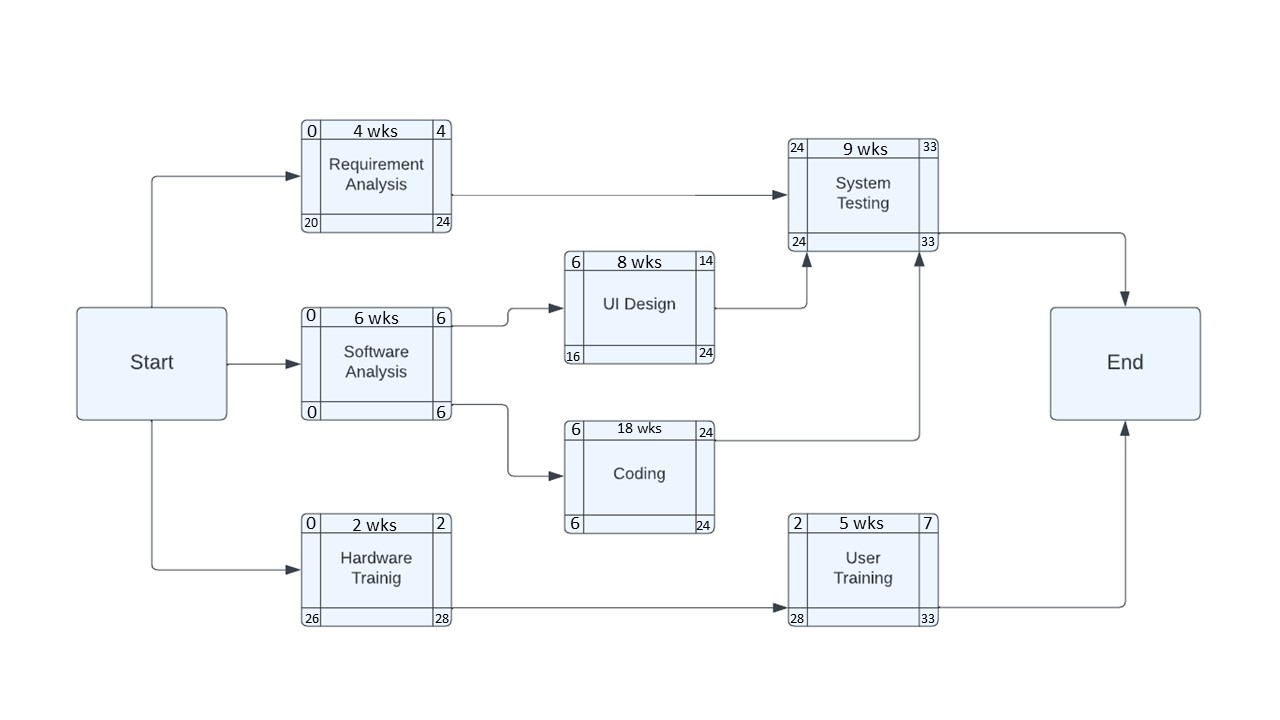 0 4 wks 4
Requirement
Analysis
20 24
24 9 wks 33
System
Testing
24 33
6 8 wks 14
UI Design
16 24
Start
0 6 wks 6
Software
Analysis
0 6
End
6 18 wks 24
Coding
6 24
0 2 wks 2
Hardware
Trainig
26 28
2 5 wks 7
User
Training
28 33